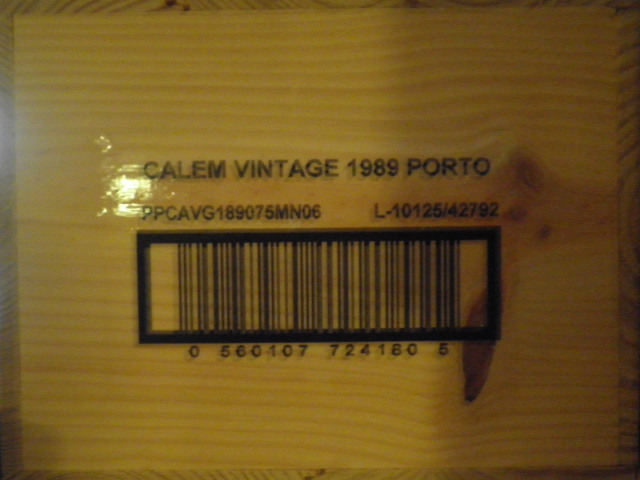 CALEM VINTAGE 1989 PORTO
PPCAVG189075MN06 L-10125/42792
0 560107 724180 5